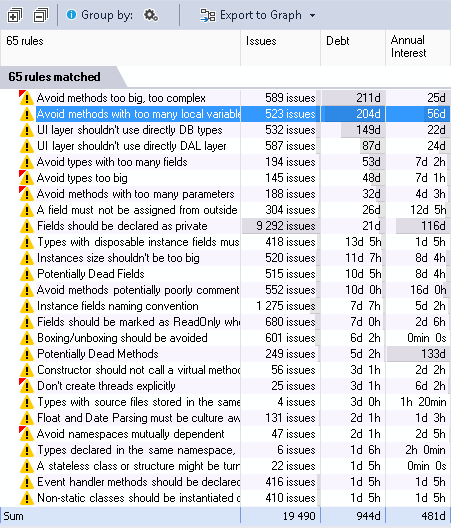 Group by: Export to Graph
65 rules Issues Debt Annual Interest
65 rules matched
Avoid methods too big, too complex 589 issues 211d 25d
Avoid methods with too many local variable 523 issues 204d 56d
UI layer shouldn't use directly DB types 532 issues 149d 22d
UI layer shouldn't use directly DAL layer 587 issues 87d 24d
Avoid types with too many fields 194 issues 53d 7d 2h
Avoid types too big 145 issues 48d 7d 1h
Avoid methods with too many parameters 188 issues 32d 4d 3h
A field must not be assigned from outside 304 issues 26d 12d 5h
Fields should be declared as private 9 292 issues 21d 116d
Types with disposable instance fields mus 418 issues 13d 5h 1d 5h
Instances size shouldn't be too big 520 issues 11d 7h 8d 4h
Potentially Dead Fields 515 issues 10d 5h 8d 4h
Avoid methods potentially poorly comment 552 issues 10d 0h 16d 0h
Instance fields naming convention 1 275 issues 7d 7h 5d 2h
Fields should be marked as ReadOnly whe 680 issues 7d 0h 2d 6h
Boxing/unboxing should be avoided 601 issues 6d 2h 0min 0s
Potentially Dead Methods 249 issues 5d 2h 133d
Constructor should not call a virtual method 56 issues 3d 1h 2d 2h
Don't create threads explicitly 25 issues 3d 1h 6d 2h
Types with source files stored in the same 4 issues 3d 0h 1h 20min
Float and Date Parsing must be culture aw 131 issues 2d 1h 1d 3h
Avoid namespaces mutually dependent 47 issues 2d 1h 2d 5h
Types declared in the same namespace, 6 issues 1d 6h 2h 0min
A stateless class or structure might be turn 22 issues 1d 5h 0min 0s
Event handler methods should be declare 416 issues 1d 5h 1d 5h
Non-static classes should be instantiated o 410 issues 1d 5h 1d 5h
Sum 19 490 944d 481d